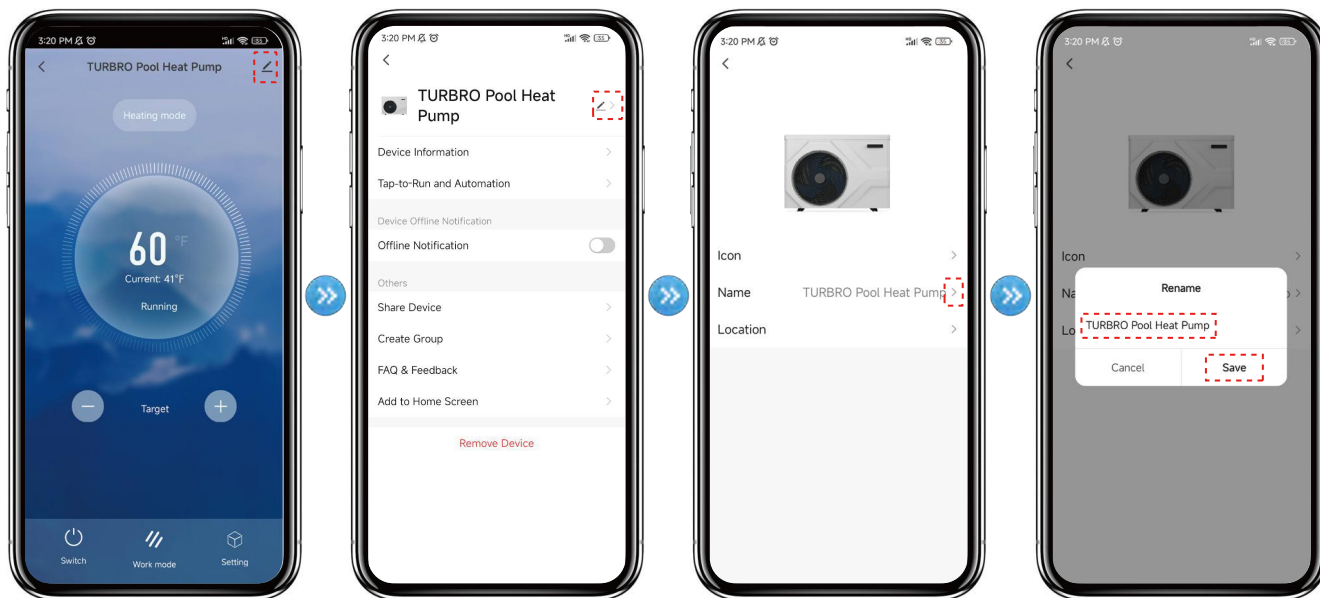 3:20 PM
TURBRO Pool Heat Pump
Heating mode
60 °F
Current: 41°F
Running
Target
Switch
Work mode
Setting
3:20 PM
TURBRO Pool Heat
Pump
Device Information
Tap-to-Run and Automation
Device Offline Notification
Offline Notification
Others
Share Device
Create Group
FAQ & Feedback
Add to Home Screen
Remove Device
3:20 PM
Icon
Name TURBRO Pool Heat Pump
Location
3:20 PM
Icon
Na
Rename
p
Lo
TURBRO Pool Heat Pump
Cancel Save